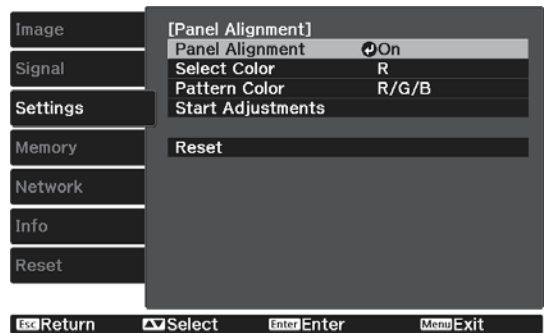 Image
Signal
Settings
Memory
Network
Info
Reset
[Panel Alignment]
Panel Alignment On
Select Color R
Pattern Color R/G/B
Start Adjustments
Reset
Esc Return Select Enter Enter Menu Exit